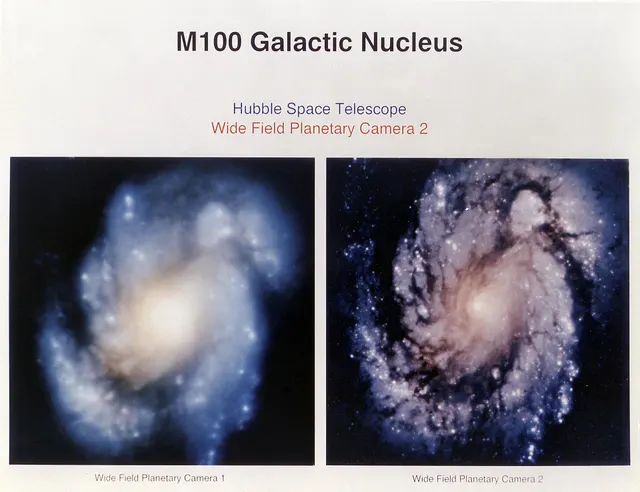 M100 Galactic Nucleus
Hubble Space Telescope
Wide Field Planetary Camera 2
Wide Field Planetary Camera 1
Wide Field Planetary Camera 2